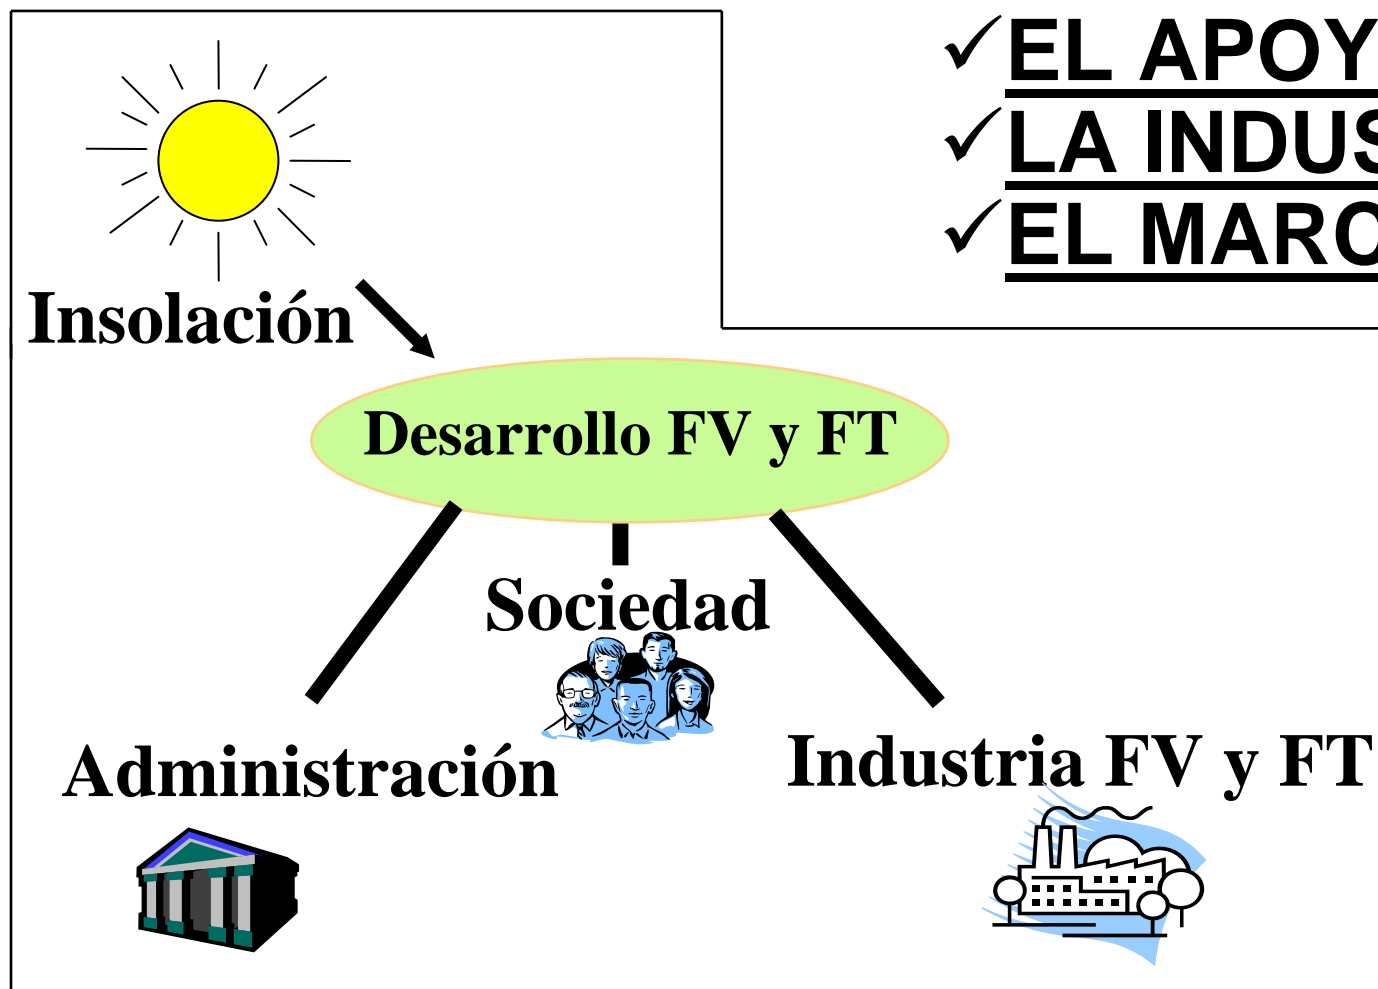 ✓EL APOY
✓LA INDUS
✓EL MARC
Insolación
Desarrollo FV y FT
Sociedad
Administración
Industria FV y FT